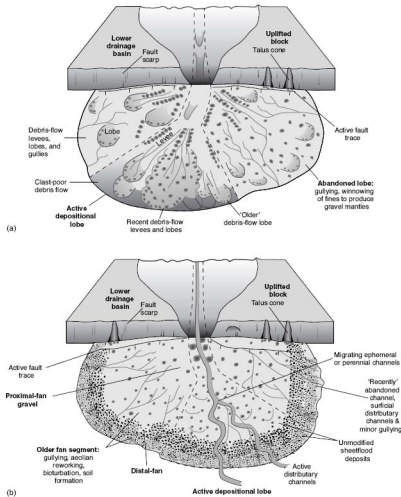 Lower
drainage
basin
Fault
scarp
Uplifted
block
Talus cone
Debris-flow
levees,
lobes, and
gullies
Lobe
Levee
Active fault
trace
Clast-poor
debris flow
Active
depositional
lobe
Recent debris-flow
levees and lobes
'Older'
debris-flow lobe
Abandoned lobe:
gullying, winnowing
of fines to produce
gravel mantles
(a)
Lower
drainage
basin
Fault
scarp
Uplifted
block
Talus cone
Active fault
trace
Proximal-fan
gravel
Migrating ephemeral
or perennial channels
'Recently'
abandoned
channel,
surficial
distributary
channels &
minor gullying
Older fan segment:
gullying, aeolian
reworking,
bioturbation, soil
formation
Distal-fan
Unmodified
sheetflood
deposits
Active
distributary
channels
Active depositional lobe
(b)